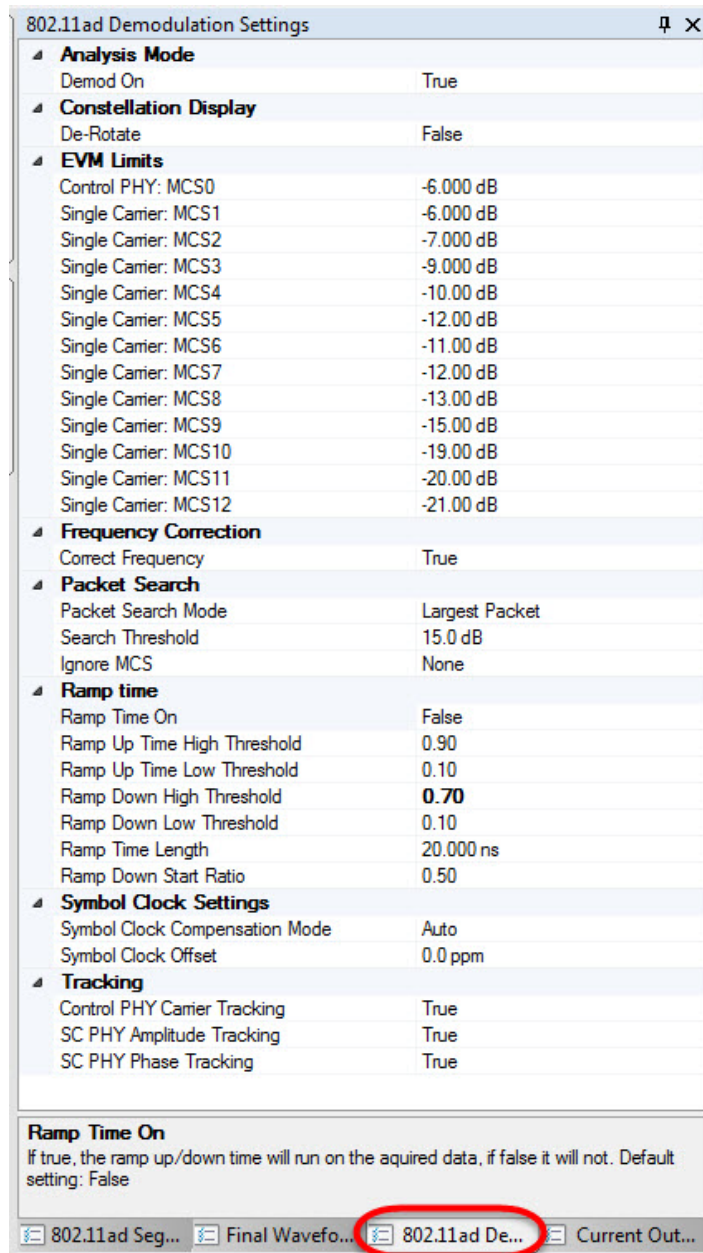 802.11ad Demodulation Settings
Analysis Mode
Demod On True
Constellation Display
De-Rotate False
EVM Limits
Control PHY: MCS0 -6.000 dB
Single Carrier: MCS1 -6.000 dB
Single Carrier: MCS2 -7.000 dB
Single Carrier: MCS3 -9.000 dB
Single Carrier: MCS4 -10.00 dB
Single Carrier: MCS5 -12.00 dB
Single Carrier: MCS6 -11.00 dB
Single Carrier: MCS7 -12.00 dB
Single Carrier: MCS8 -13.00 dB
Single Carrier: MCS9 -15.00 dB
Single Carrier: MCS10 -19.00 dB
Single Carrier: MCS11 -20.00 dB
Single Carrier: MCS12 -21.00 dB
Frequency Correction
Correct Frequency True
Packet Search
Packet Search Mode Largest Packet
Search Threshold 15.0 dB
Ignore MCS None
Ramp time
Ramp Time On False
Ramp Up Time High Threshold 0.90
Ramp Up Time Low Threshold 0.10
Ramp Down High Threshold 0.70
Ramp Down Low Threshold 0.10
Ramp Time Length 20.000 ns
Ramp Down Start Ratio 0.50
Symbol Clock Settings
Symbol Clock Compensation Mode Auto
Symbol Clock Offset 0.0 ppm
Tracking
Control PHY Carrier Tracking True
SC PHY Amplitude Tracking True
SC PHY Phase Tracking True
Ramp Time On
If true, the ramp up/down time will run on the aquired data, if false it will not. Default
setting: False
802.11ad Seg... Final Wavefo... 802.11ad De... Current Out...